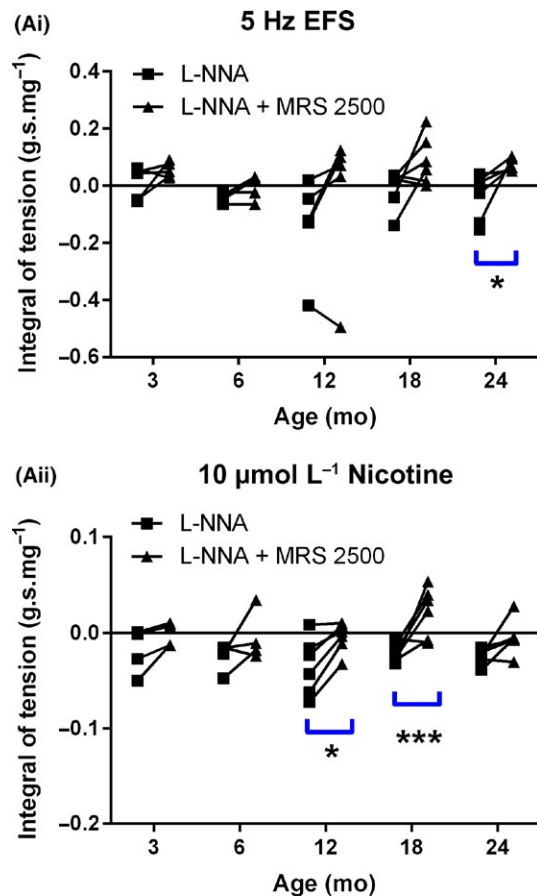 (Ai)
5 Hz EFS
L-NNA
L-NNA + MRS 2500
Integral of tension (g.s.mg⁻¹)
0.4
0.2
0.0
−0.2
−0.4
−0.6
*
3 6 12 18 24
Age (mo)
(Aii)
10 µmol L⁻¹ Nicotine
L-NNA
L-NNA + MRS 2500
Integral of tension (g.s.mg⁻¹)
0.1
0.0
−0.1
−0.2
* ***
3 6 12 18 24
Age (mo)